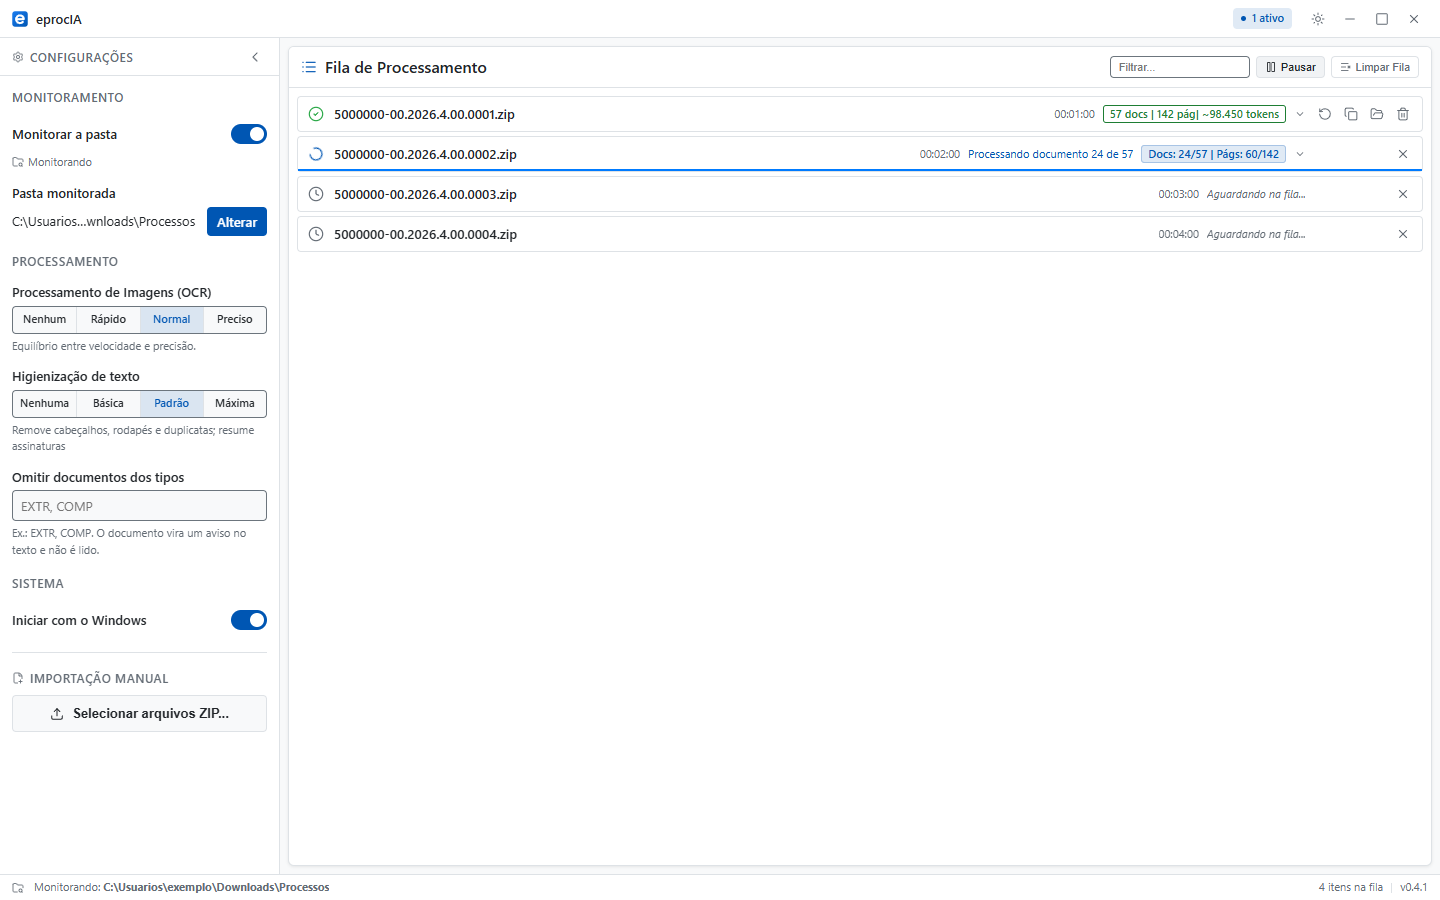 eprocIA
1 ativo
CONFIGURAÇÕES
MONITORAMENTO
Monitorar a pasta
Monitorando
Pasta monitorada
C:\Usuarios...wnloads\Processos
Alterar
PROCESSAMENTO
Processamento de Imagens (OCR)
Nenhum Rápido Normal Preciso
Equilíbrio entre velocidade e precisão.
Higienização de texto
Nenhuma Básica Padrão Máxima
Remove cabeçalhos, rodapés e duplicatas; resume
assinaturas
Omitir documentos dos tipos
EXTR, COMP
Ex.: EXTR, COMP. O documento vira um aviso no
texto e não é lido.
SISTEMA
Iniciar com o Windows
IMPORTAÇÃO MANUAL
Selecionar arquivos ZIP...
Fila de Processamento
Filtrar...
Pausar
Limpar Fila
5000000-00.2026.4.00.0001.zip 00:01:00 57 docs | 142 pág| ~98.450 tokens
5000000-00.2026.4.00.0002.zip 00:02:00 Processando documento 24 de 57 Docs: 24/57 | Págs: 60/142
5000000-00.2026.4.00.0003.zip 00:03:00 Aguardando na fila...
5000000-00.2026.4.00.0004.zip 00:04:00 Aguardando na fila...
Monitorando: C:\Usuarios\exemplo\Downloads\Processos
4 itens na fila
v0.4.1